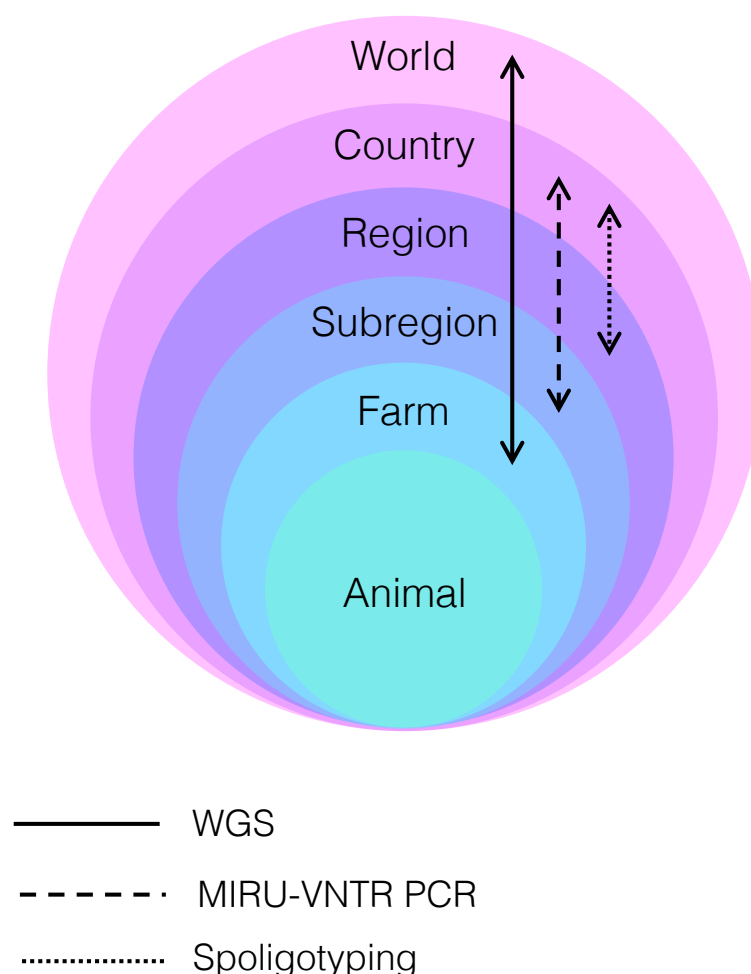 World
Country
Region
Subregion
Farm
Animal
WGS
MIRU-VNTR PCR
Spoligotyping